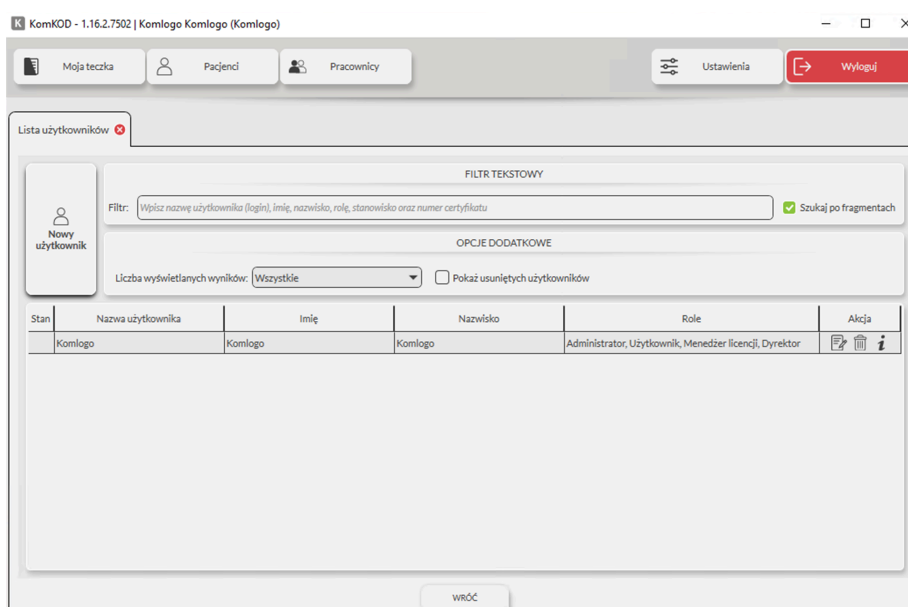 KomKOD - 1.16.2.7502 | Komlogo Komlogo (Komlogo)
Moja teczka
Pacjenci
Pracownicy
Ustawienia
Wyloguj
Lista użytkowników
Nowy
użytkownik
FILTR TEKSTOWY
Filtr:
Wpisz nazwę użytkownika (login), imię, nazwisko, rolę, stanowisko oraz numer certyfikatu
Szukaj po fragmentach
OPCJE DODATKOWE
Liczba wyświetlanych wyników:
Wszystkie
Pokaż usuniętych użytkowników
Stan
Nazwa użytkownika
Imię
Nazwisko
Role
Akcja
Komlogo
Komlogo
Komlogo
Administrator, Użytkownik, Menedżer licencji, Dyrektor
WRÓĆ